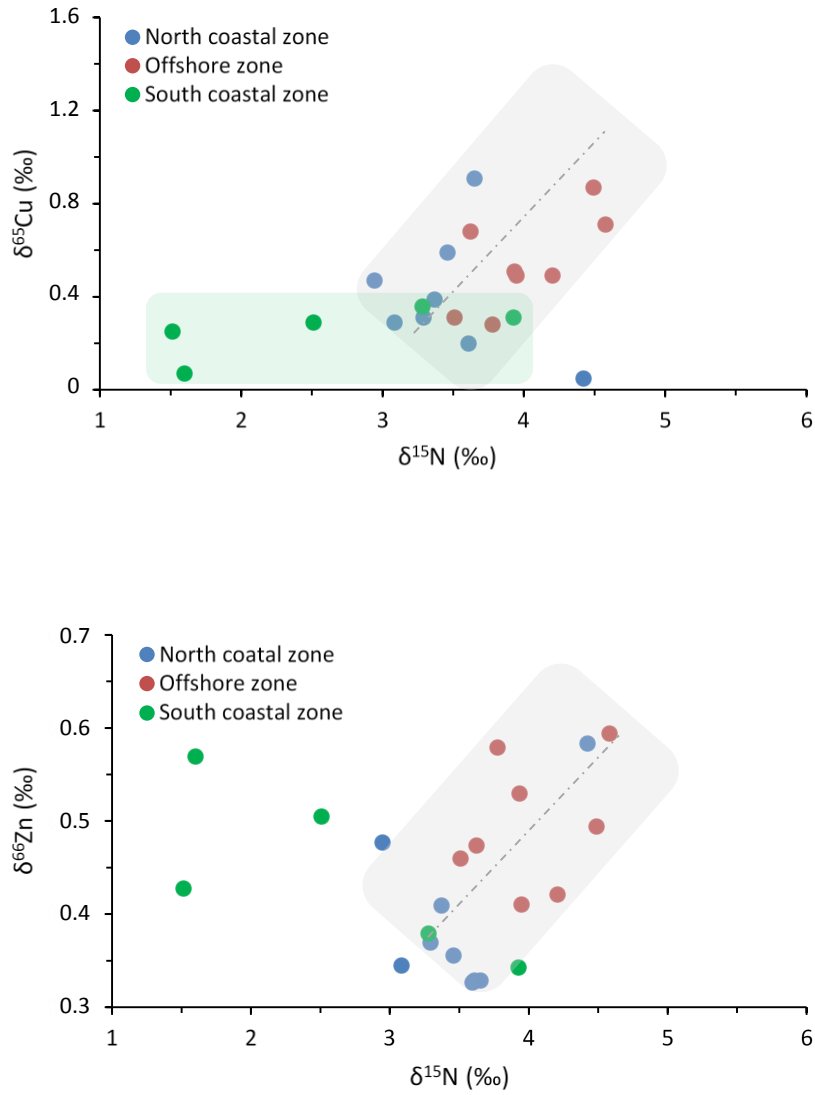 1.6
1.2
0.8
0.4
0
δ⁶⁵Cu (‰)
North coastal zone
Offshore zone
South coastal zone
1 2 3 4 5 6
δ¹⁵N (‰)
0.7
0.6
0.5
0.4
0.3
δ⁶⁶Zn (‰)
North coatal zone
Offshore zone
South coastal zone
1 2 3 4 5 6
δ¹⁵N (‰)